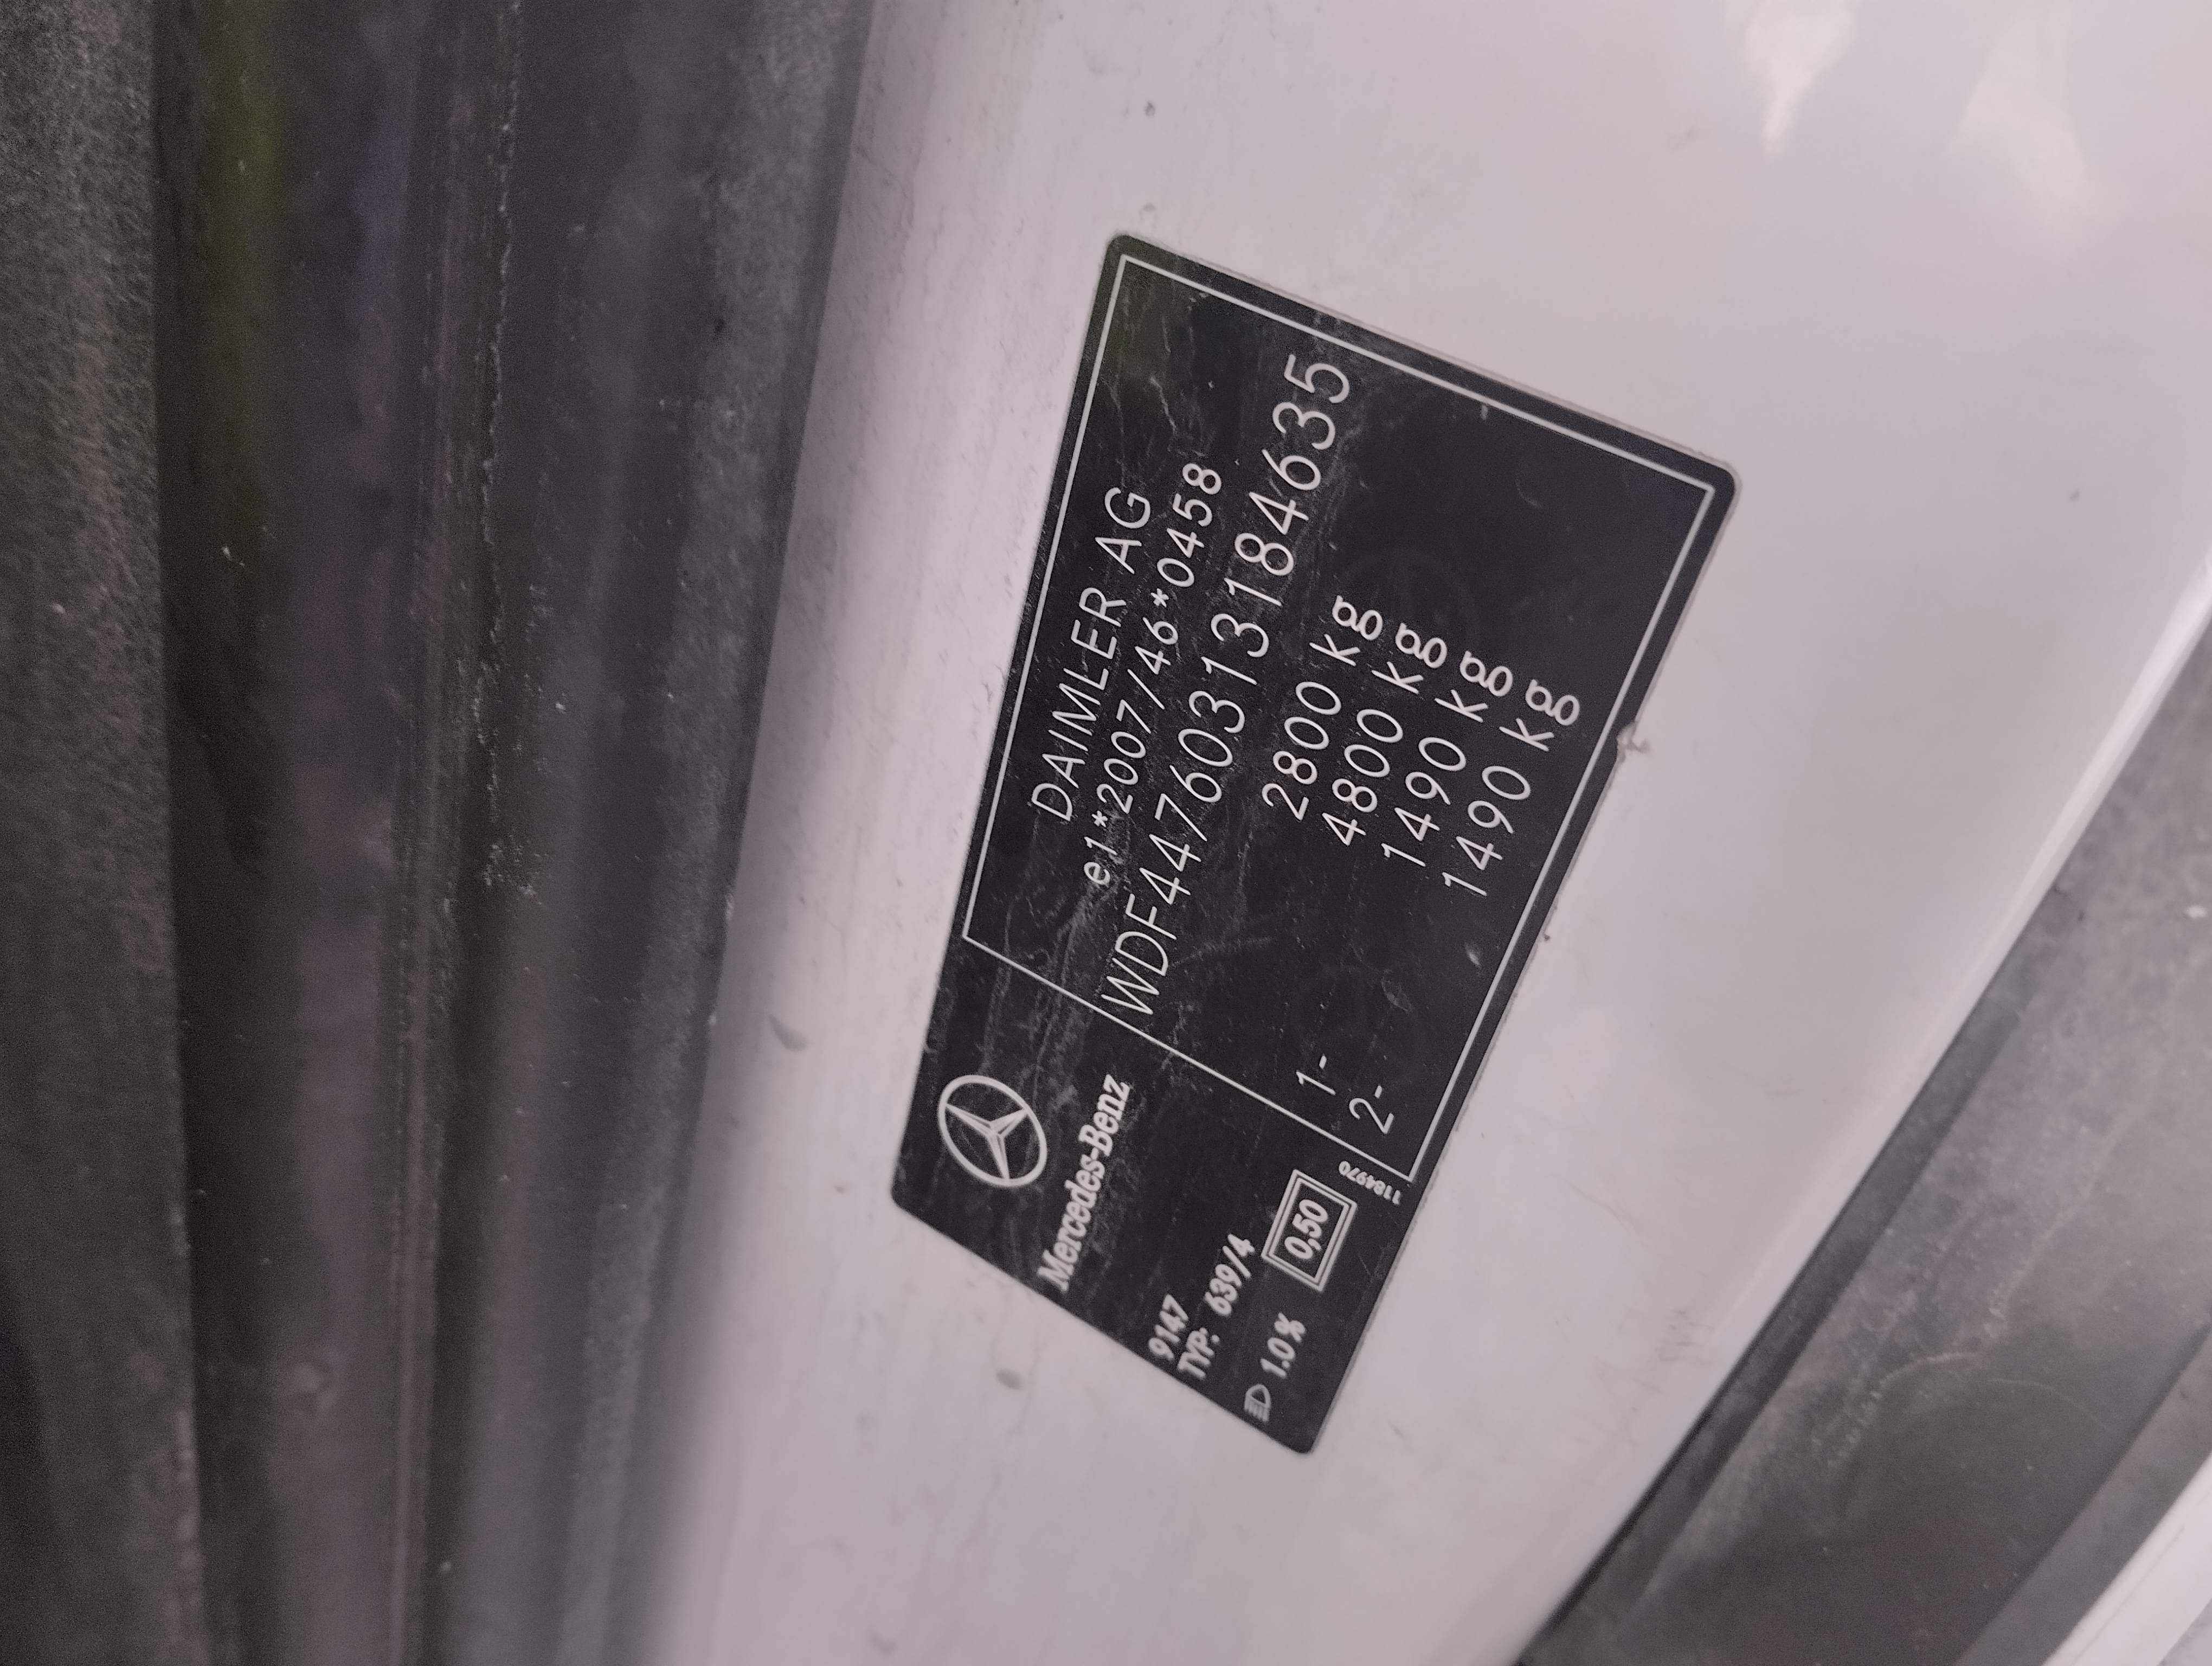 Mercedes-Benz
9147
TYP: 639/4
1.0 %
0,50
1184970
DAIMLER AG
e1*2007/46*0458
WDF44760313184635
2800 kg
4800 kg
1- 1490 kg
2- 1490 kg